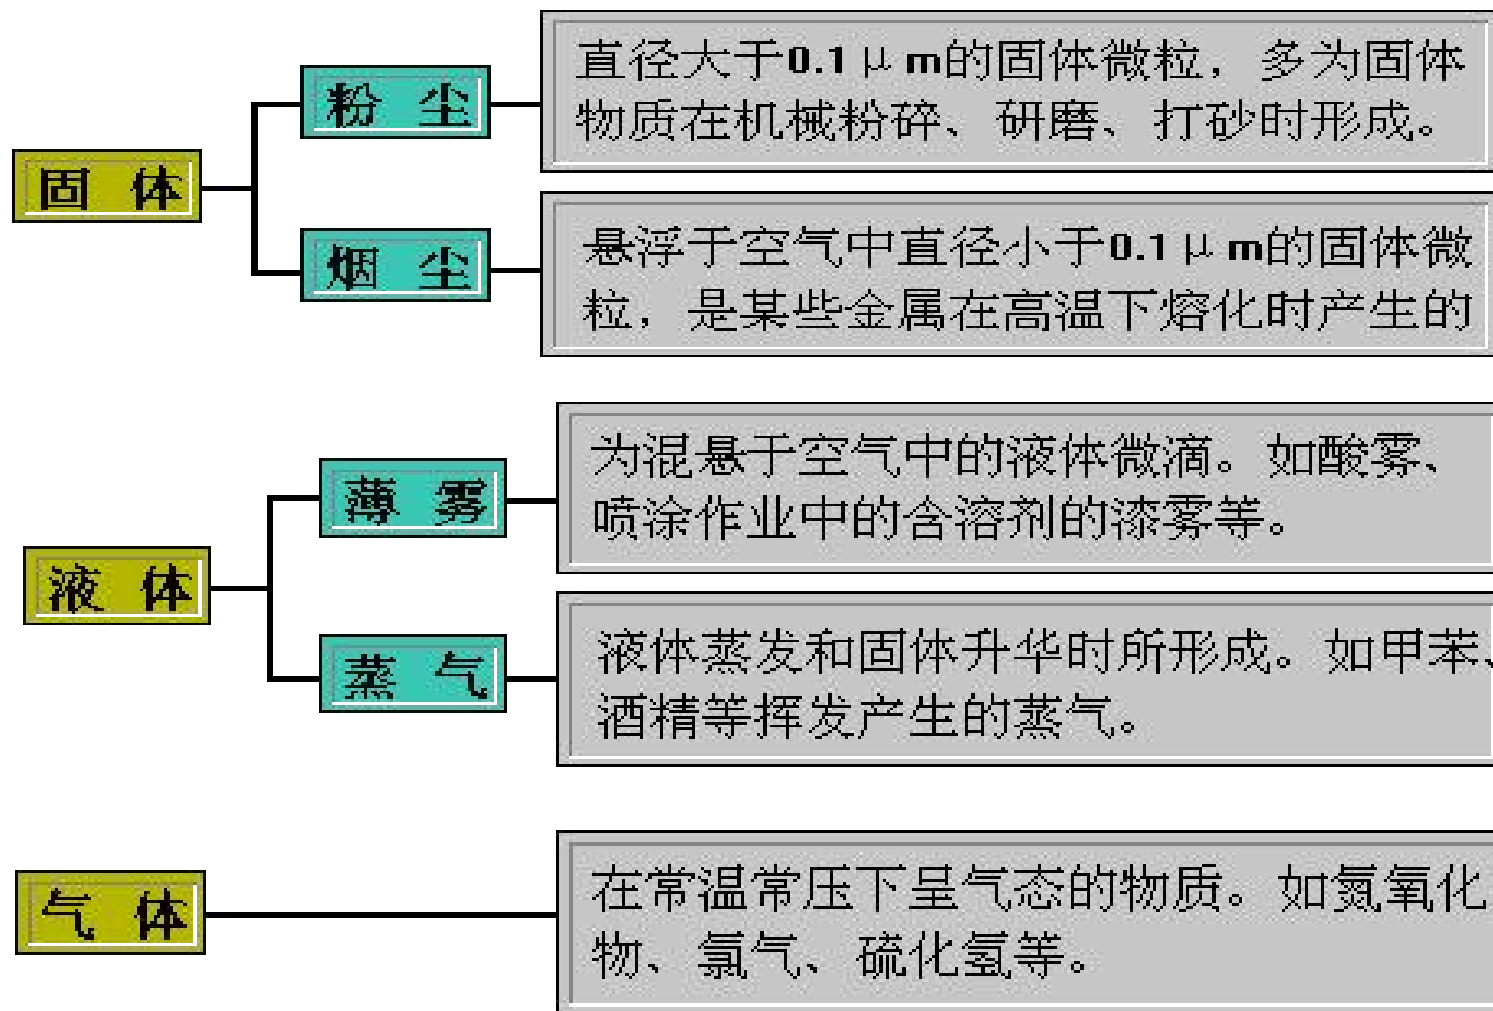 固 体
粉 尘
直径大于0.1μm的固体微粒，多为固体
物质在机械粉碎、研磨、打砂时形成。
烟 尘
悬浮于空气中直径小于0.1μm的固体微
粒，是某些金属在高温下熔化时产生的
液 体
薄 雾
为混悬于空气中的液体微滴。如酸雾、
喷涂作业中的含溶剂的漆雾等。
蒸 气
液体蒸发和固体升华时所形成。如甲苯、
酒精等挥发产生的蒸气。
气 体
在常温常压下呈气态的物质。如氮氧化
物、氯气、硫化氢等。